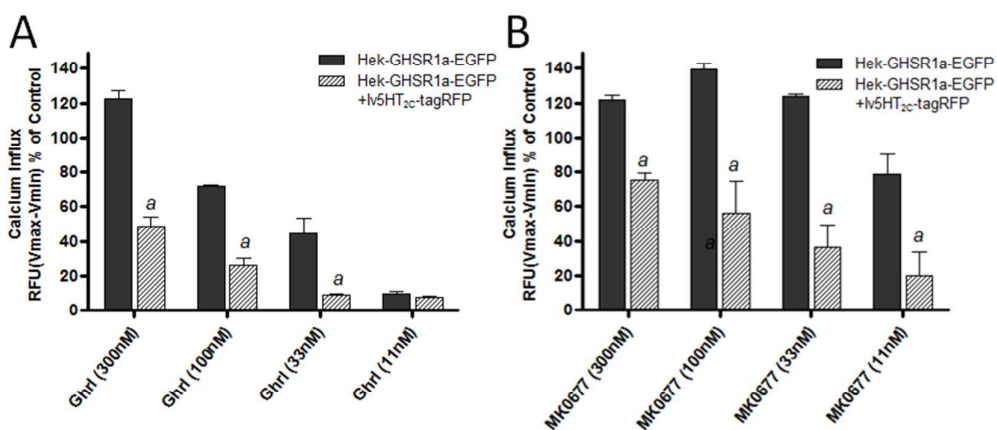 A
Hek-GHSR1a-EGFP
Hek-GHSR1a-EGFP
+lv5HT2C-tagRFP
Calcium Influx
RFU(Vmax-Vmin) % of Control
140
120
100
80
60
40
20
0
a
a
a
Ghrl (300nM)
Ghrl (100nM)
Ghrl (33nM)
Ghrl (11nM)
B
Hek-GHSR1a-EGFP
Hek-GHSR1a-EGFP
+lv5HT2C-tagRFP
Calcium Influx
RFU(Vmax-Vmin) % of Control
140
120
100
80
60
40
20
0
a
a
a
a
a
MK0677 (300nM)
MK0677 (100nM)
MK0677 (33nM)
MK0677 (11nM)